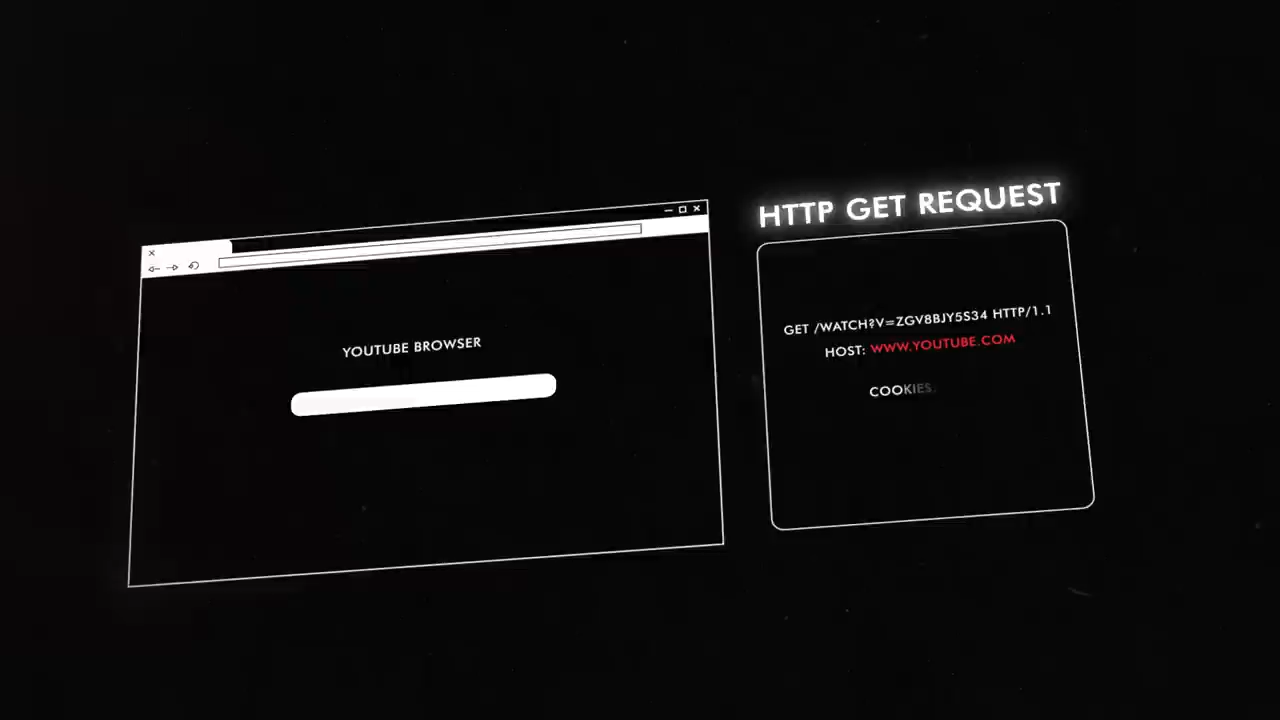 YOUTUBE BROWSER
HTTP GET REQUEST
GET /WATCH?V=ZGV8BJY5S34 HTTP/1.1
HOST: WWW.YOUTUBE.COM
COOKIES